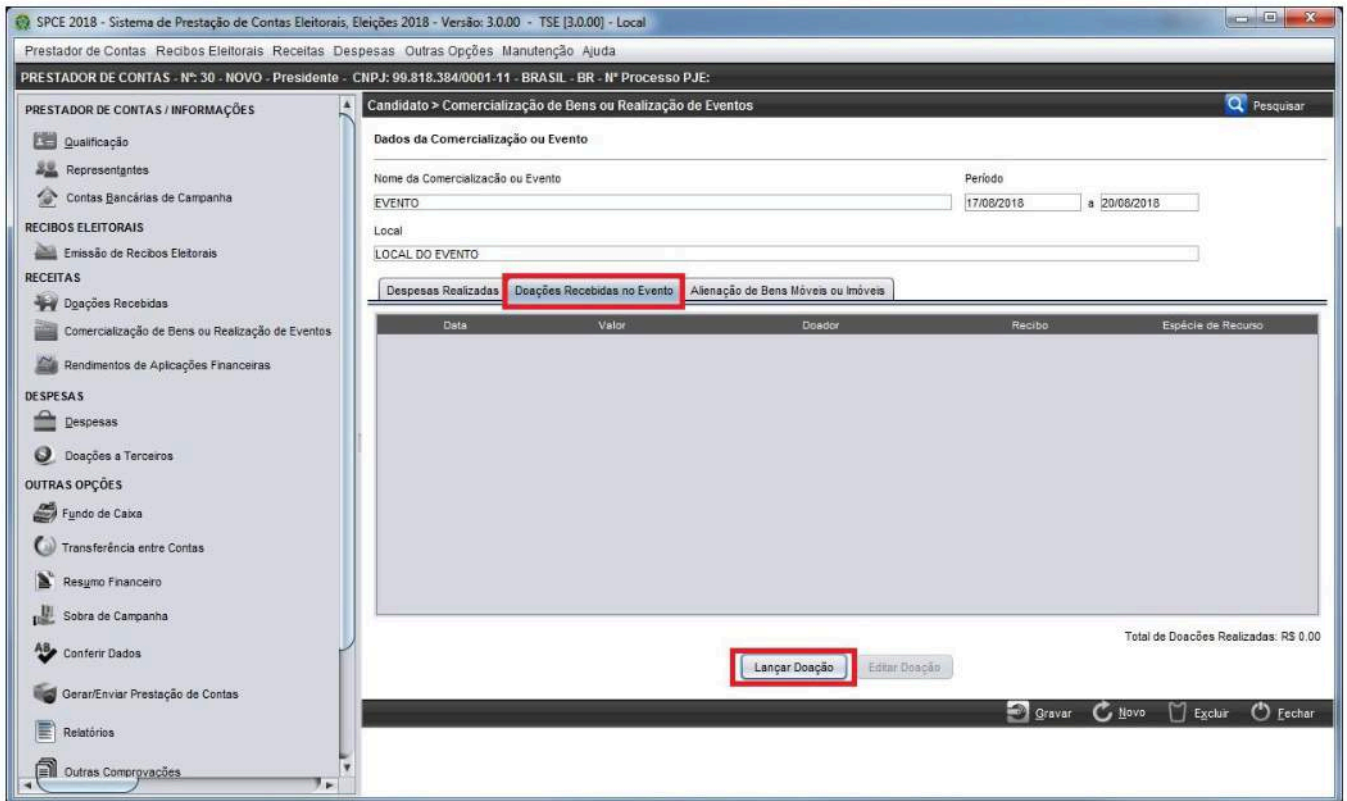 SPCE 2018 - Sistema de Prestação de Contas Eleitorais, Eleições 2018 - Versão: 3.0.00 - TSE [3.0.00] - Local
Prestador de Contas Recibos Eleitorais Receitas Despesas Outras Opções Manutenção Ajuda
PRESTADOR DE CONTAS - Nº: 30 - NOVO - Presidente - CNPJ: 99.818.384/0001-11 - BRASIL - BR - Nº Processo PJE:
PRESTADOR DE CONTAS / INFORMAÇÕES
Qualificação
Representantes
Contas Bancárias de Campanha
RECIBOS ELEITORAIS
Emissão de Recibos Eleitorais
RECEITAS
Doações Recebidas
Comercialização de Bens ou Realização de Eventos
Rendimentos de Aplicações Financeiras
DESPESAS
Despesas
Doações a Terceiros
OUTRAS OPÇÕES
Fundo de Caixa
Transferência entre Contas
Resumo Financeiro
Sobra de Campanha
Conferir Dados
Gerar/Enviar Prestação de Contas
Relatórios
Outras Comprovações
Candidato > Comercialização de Bens ou Realização de Eventos Pesquisar
Dados da Comercialização ou Evento
Nome da Comercialização ou Evento Período
EVENTO 17/08/2018 a 20/08/2018
Local
LOCAL DO EVENTO
Despesas Realizadas Doações Recebidas no Evento Alienação de Bens Móveis ou Imóveis
Data Valor Doador Recibo Espécie de Recurso
Total de Doações Realizadas: R$ 0.00
Lançar Doação Editar Doação
Gravar Novo Excluir Fechar